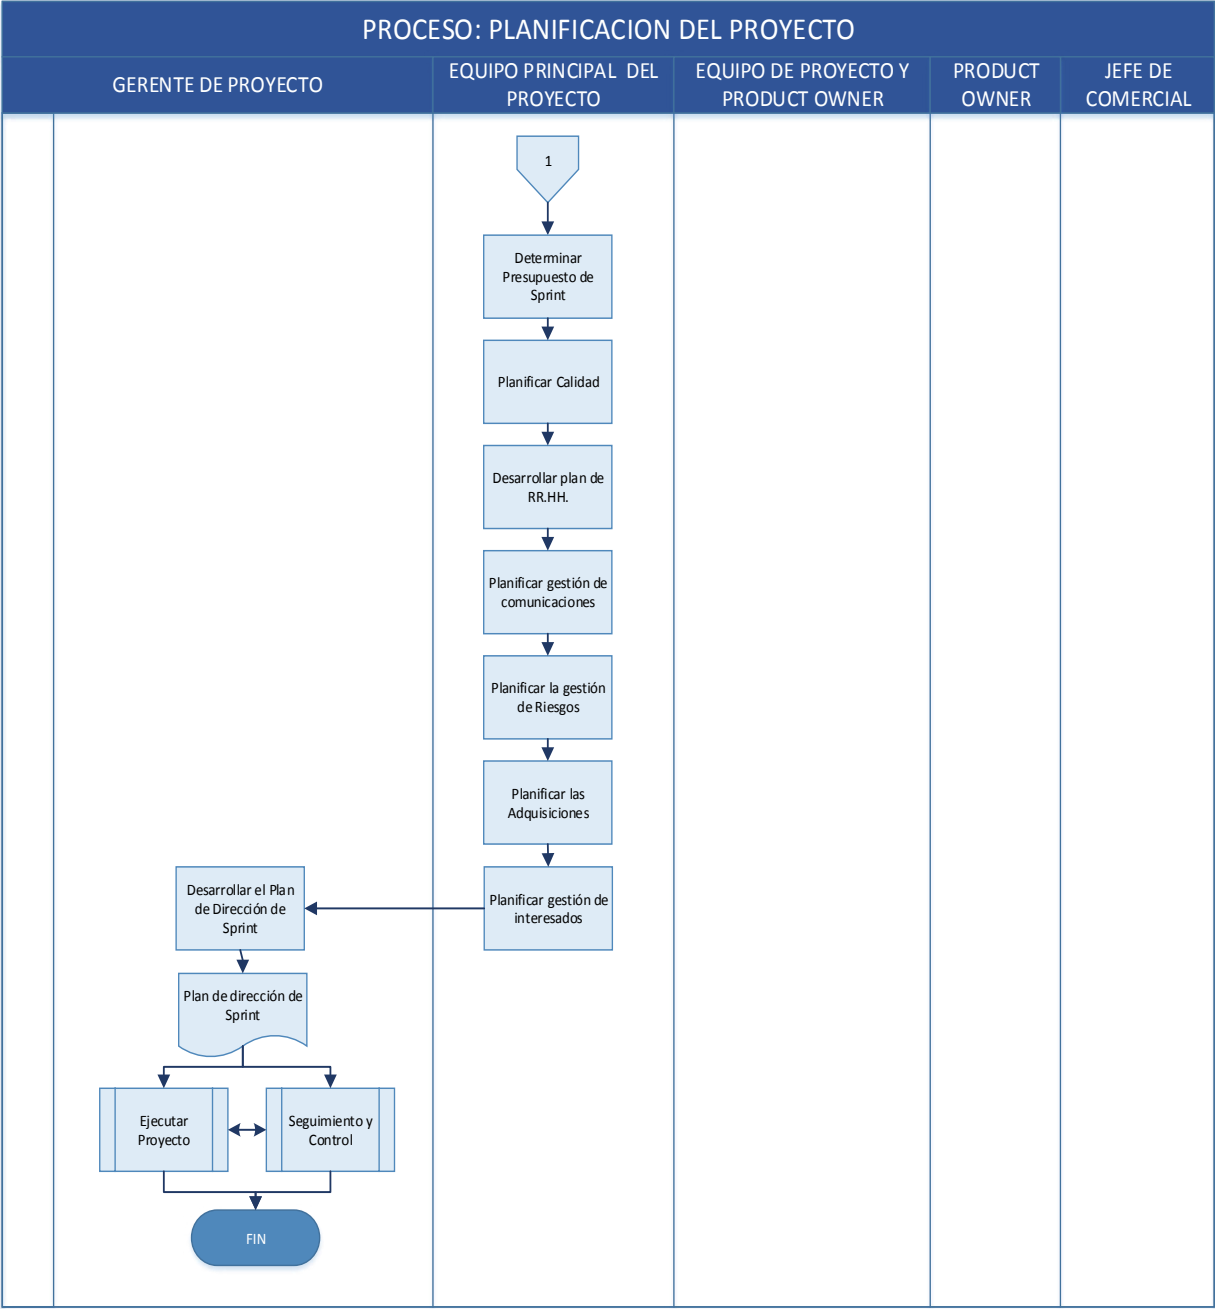 PROCESO: PLANIFICACION DEL PROYECTO
GERENTE DE PROYECTO
EQUIPO PRINCIPAL DEL
PROYECTO
EQUIPO DE PROYECTO Y
PRODUCT OWNER
PRODUCT
OWNER
JEFE DE
COMERCIAL
1
Determinar
Presupuesto de
Sprint
Planificar Calidad
Desarrollar plan de
RR.HH.
Planificar gestión de
comunicaciones
Planificar la gestión
de Riesgos
Planificar las
Adquisiciones
Planificar gestión de
interesados
Desarrollar el Plan
de Dirección de
Sprint
Plan de dirección de
Sprint
Ejecutar
Proyecto
Seguimiento y
Control
FIN